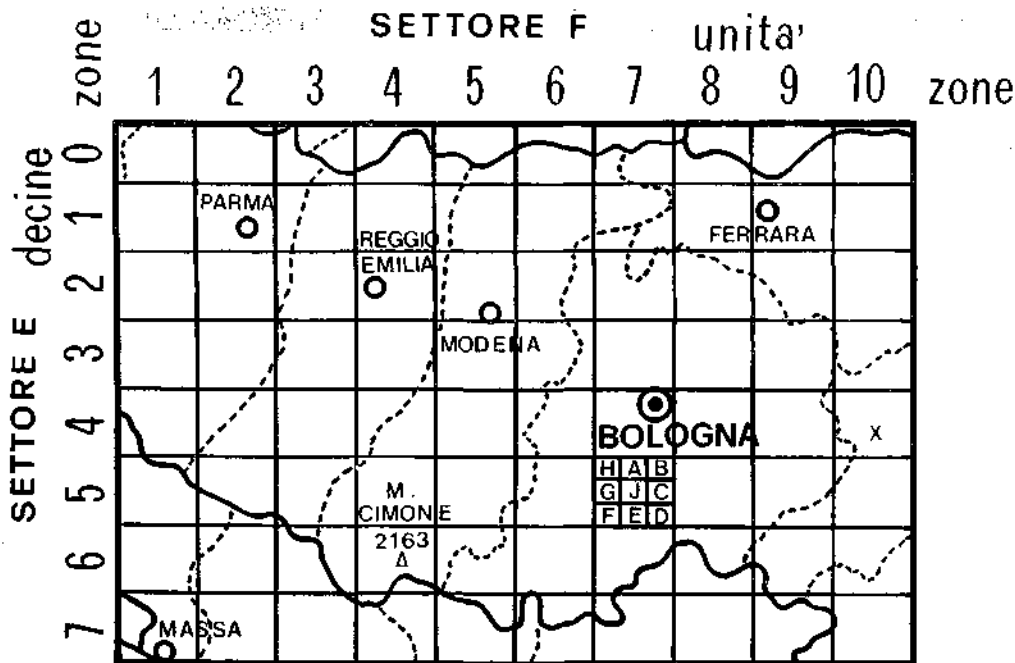 SETTORE F
unita'
zone
1 2 3 4 5 6 7 8 9 10 zone
SETTORE E
decine
0
1
2
3
4
5
6
7
PARMA
REGGIO
EMILIA
FERRARA
MODENA
BOLOGNA
X
H A B
G J C
F E D
M.
CIMONE
2163
MASSA